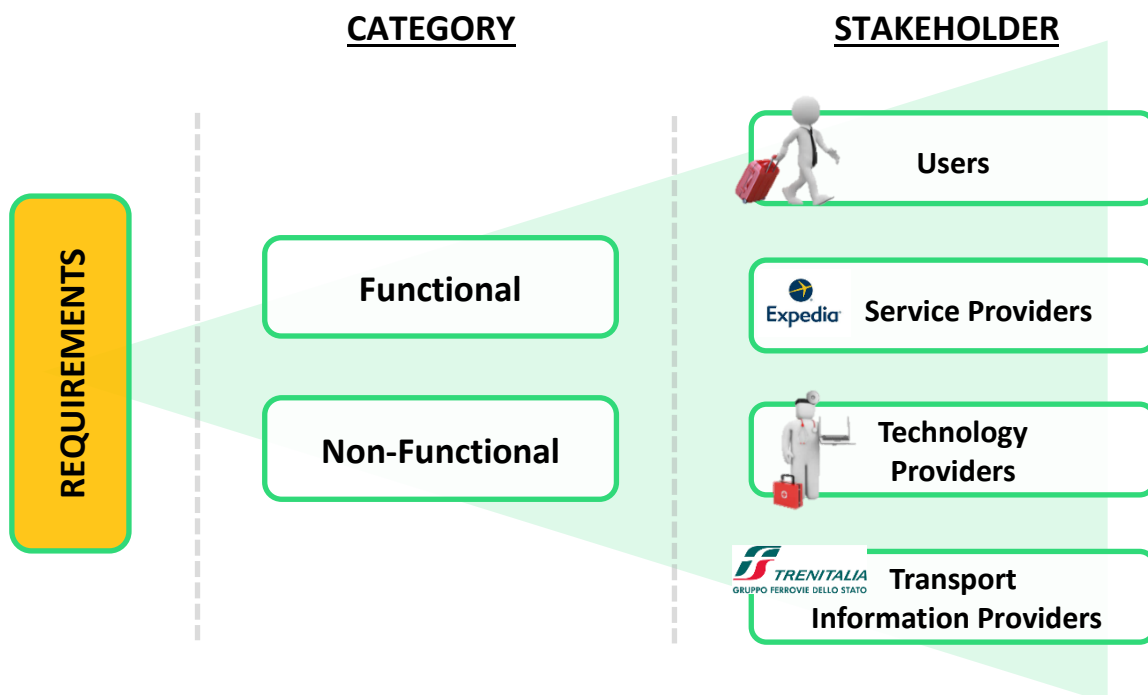 CATEGORY
STAKEHOLDER
REQUIREMENTS
Functional
Non-Functional
Users
Expedia
Service Providers
Technology
Providers
TRENITALIA
GRUPPO FERROVIE DELLO STATO
Transport
Information Providers